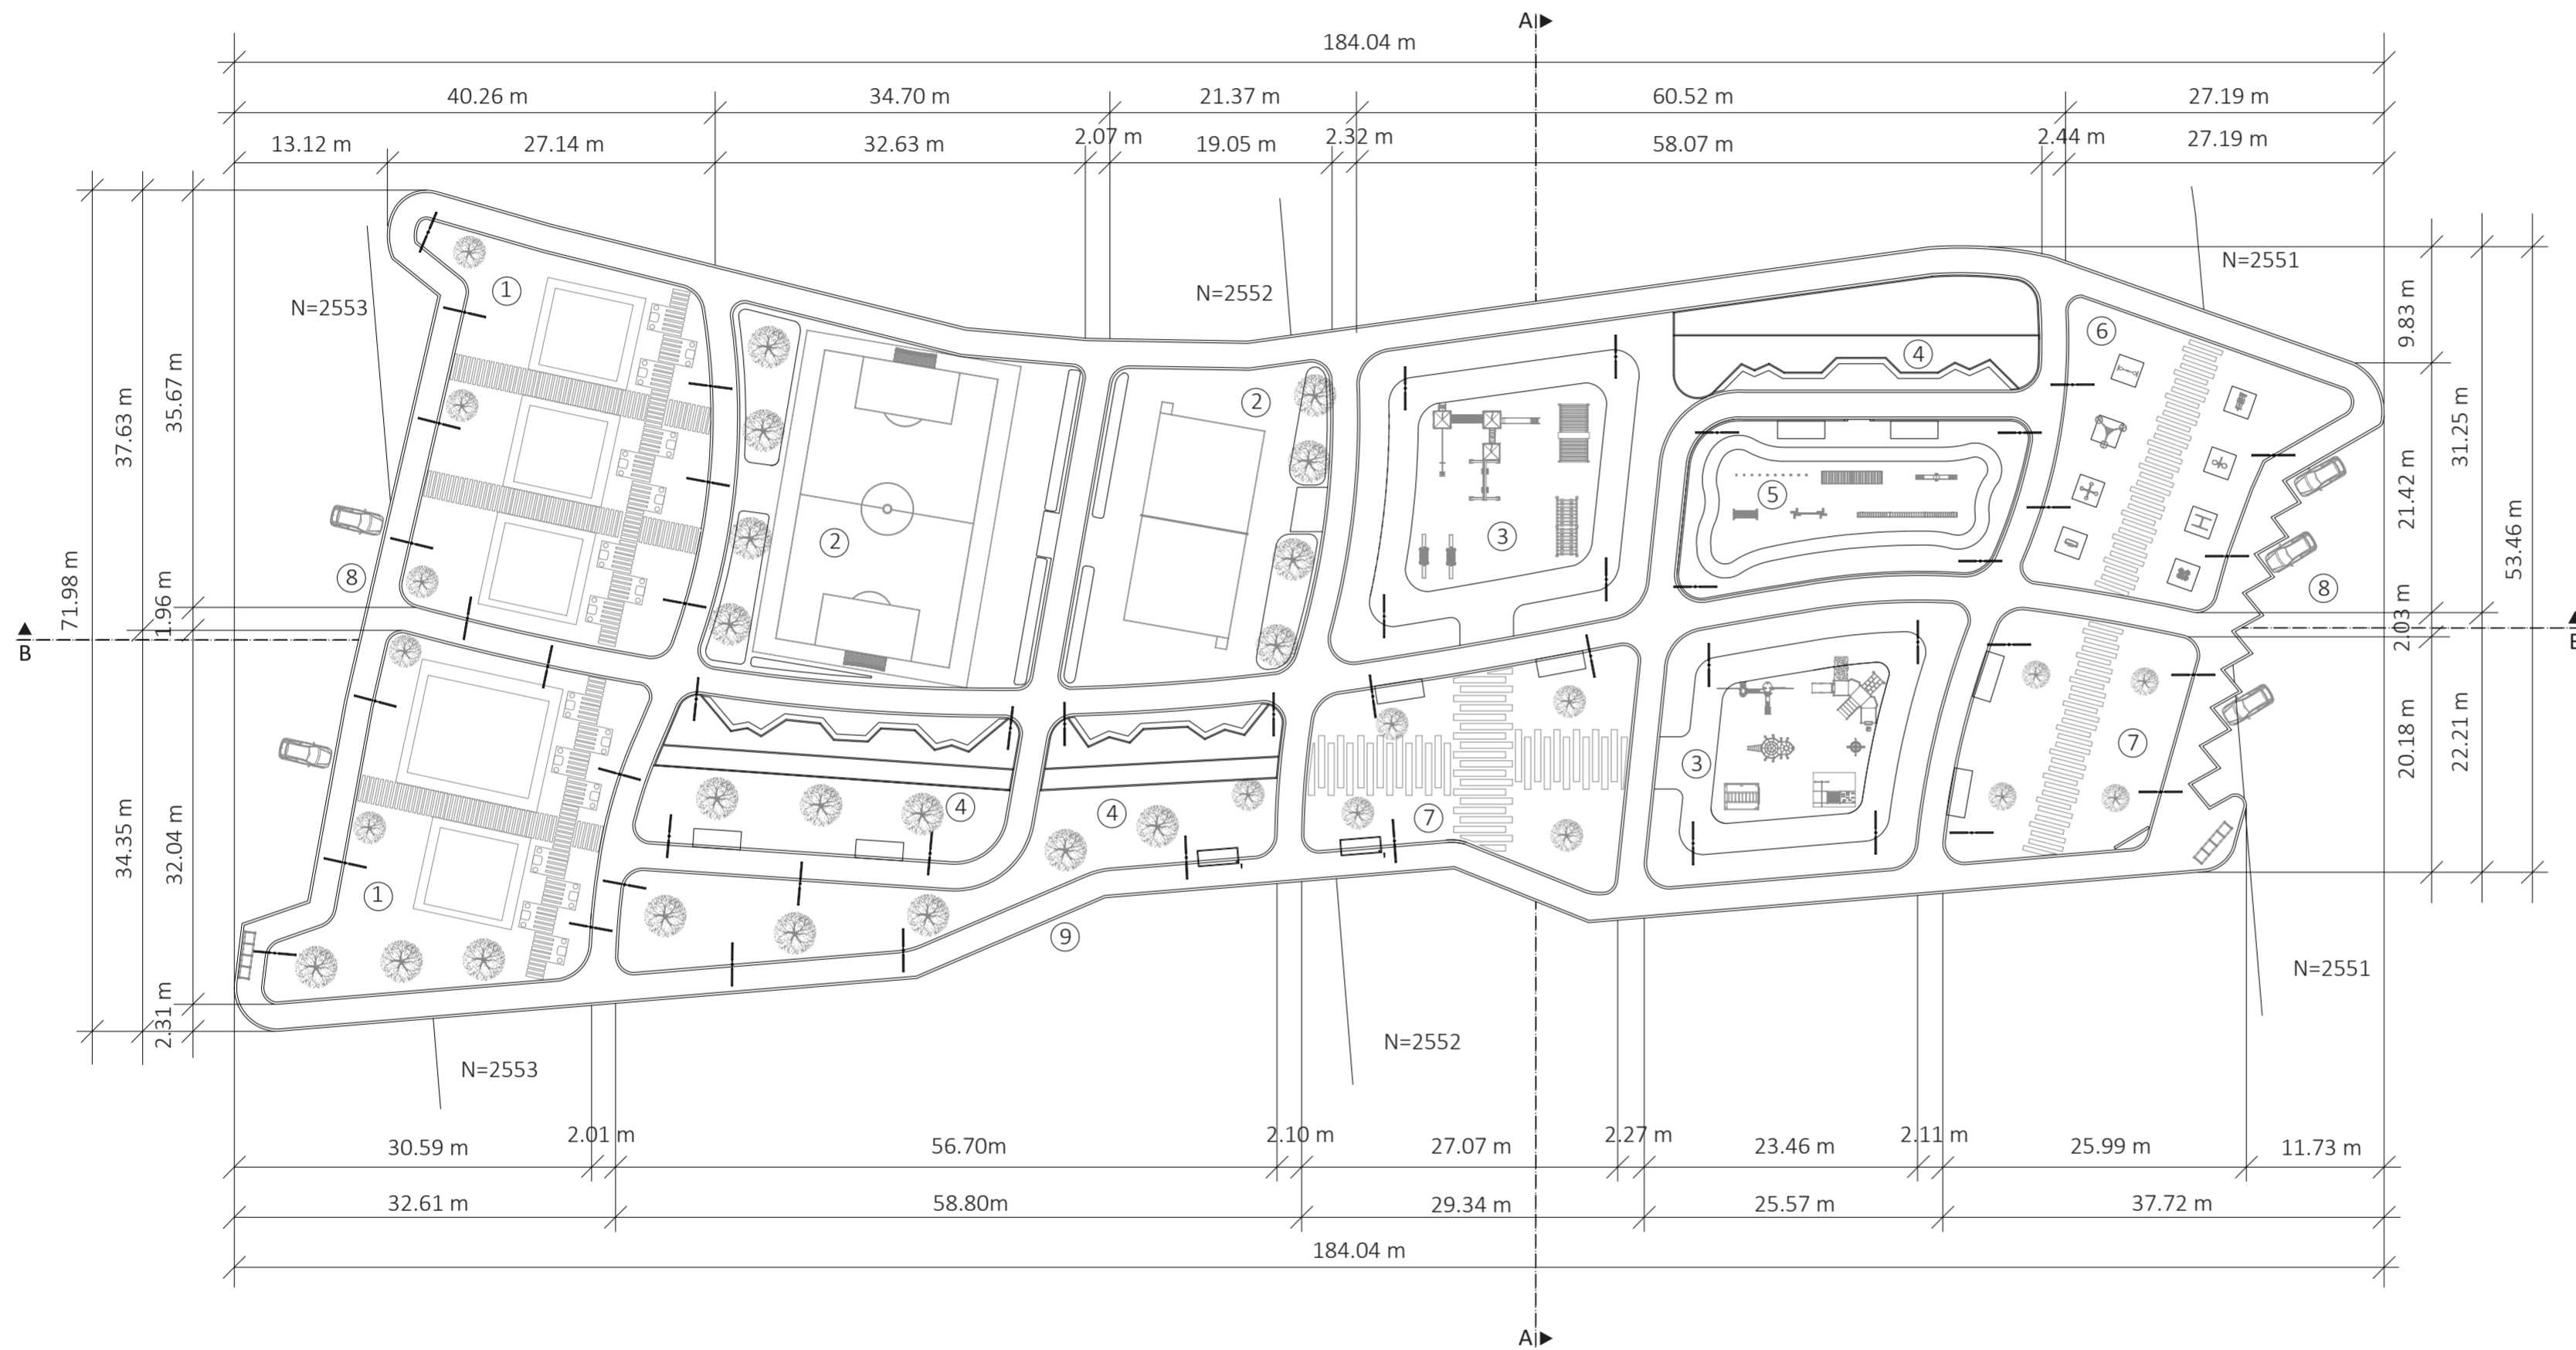 A
184.04 m
40.26 m
34.70 m
21.37 m
60.52 m
27.19 m
13.12 m
27.14 m
32.63 m
2.07 m
19.05 m
2.32 m
58.07 m
2.44 m
27.19 m
N=2553
N=2552
N=2551
1
2
2
3
4
5
6
8
8
1
4
4
7
3
7
9
71.98 m
37.63 m
34.35 m
35.67 m
1.96 m
32.04 m
2.31 m
9.83 m
21.42 m
2.03 m
20.18 m
31.25 m
22.21 m
53.46 m
B
N=2553
N=2552
N=2551
30.59 m
2.01 m
56.70m
2.10 m
27.07 m
2.27 m
23.46 m
2.11 m
25.99 m
11.73 m
32.61 m
58.80m
29.34 m
25.57 m
37.72 m
184.04 m
A